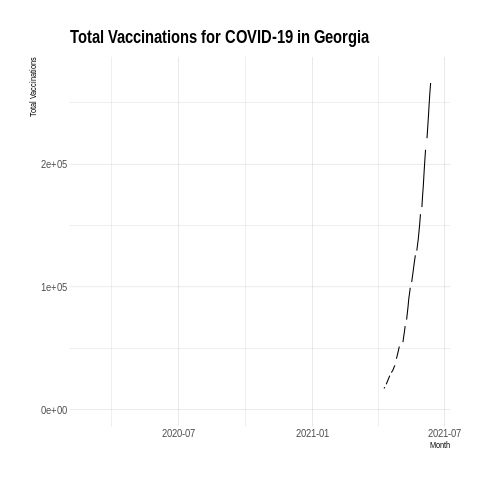 Total Vaccinations for COVID-19 in Georgia
Total Vaccinations
2e+05
1e+05
0e+00
2020-07 2021-01 2021-07
Month